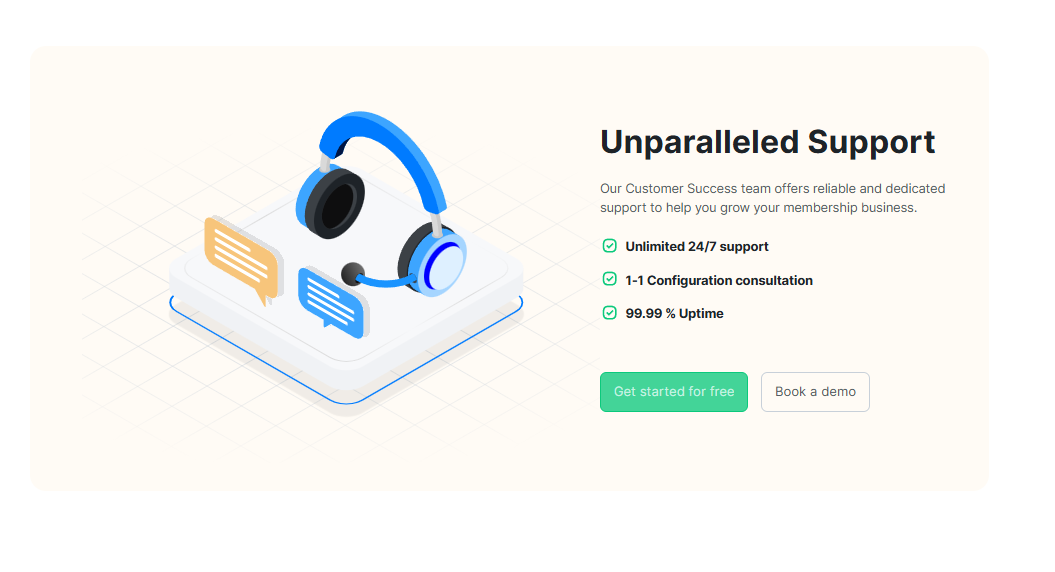 Unparalleled Support
Our Customer Success team offers reliable and dedicated
support to help you grow your membership business.
Unlimited 24/7 support
1-1 Configuration consultation
99.99 % Uptime
Get started for free
Book a demo